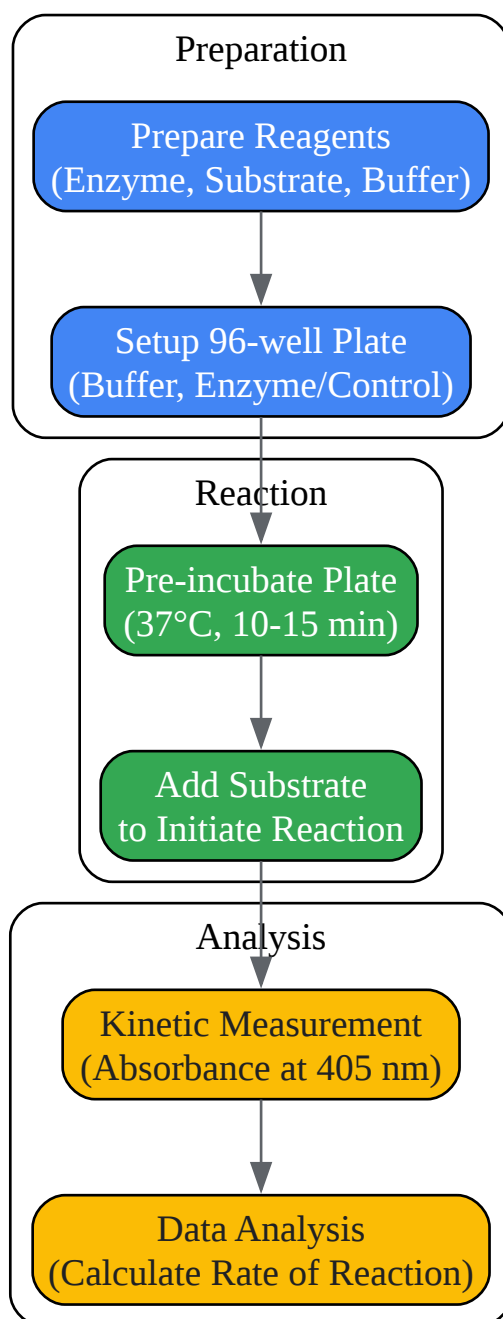 Preparation
Prepare Reagents
(Enzyme, Substrate, Buffer)
Setup 96-well Plate
(Buffer, Enzyme/Control)
Reaction
Pre-incubate Plate
(37°C, 10-15 min)
Add Substrate
to Initiate Reaction
Analysis
Kinetic Measurement
(Absorbance at 405 nm)
Data Analysis
(Calculate Rate of Reaction)